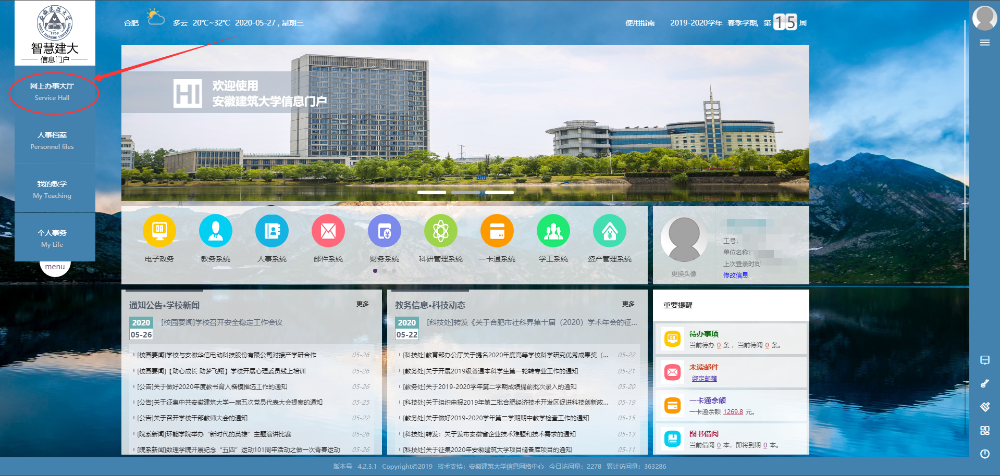 安徽建筑大学
ANHUI JIANZHU UNIVERSITY
1958
智慧建大
信息门户
网上办事大厅
Service Hall
人事档案
Personnel files
我的教学
My Teaching
个人事务
My Life
menu
合肥 多云 20℃~32℃ 2020-05-27 , 星期三
使用指南 2019-2020学年 春季学期, 第 15 周
HI
欢迎使用
安徽建筑大学信息门户
电子政务 教务系统 人事系统 邮件系统 财务系统 科研管理系统 一卡通系统 学工系统 资产管理系统
更换头像
工号:
单位名称:
上次登录时间
修改信息
通知公告•学校新闻 更多
2020
05-26
[校园要闻]学校召开安全稳定工作会议
[校园要闻]学校与安徽华信电动科技股份有限公司对接产学研合作 05-26
[校园要闻]【助心成长 助梦飞翔】学校开展心理委员线上培训 05-26
[公告]关于做好2020年度教书育人楷模推选工作的通知 05-26
[公告]关于征集中共安徽建筑大学一届五次党员代表大会提案的通知 05-25
[公告]关于召开学校干部教师大会的通知 05-22
[院系新闻]环能学院举办“新时代的英雄”主题演讲比赛 05-26
[院系新闻]数理学院开展纪念“五四”运动101周年活动之做一次青春运动 05-26
教务信息•科技动态 更多
2020
05-22
[科技处]转发《关于合肥市社科界第十届（2020）学术年会的征...
[科技处]教育部办公厅关于提名2020年度高等学校科学研究优秀成果奖（... 05-22
[教务处]关于开展2019级普通本科学生第一轮转专业工作的通知 05-21
[教务处]关于2019-2020学年第二学期成绩提前批次录入的通知 05-20
[科技处]关于组织申报2019年第二批合肥经济技术开发区促进科技创新政... 05-19
[教务处]关于做好2019-2020学年第二学期期中教学检查工作的通知 05-15
[科技处]转发：关于发布安徽省企业技术难题和技术需求的通知 05-13
[科技处]关于征集2020年安徽建筑大学项目储备库项目的通知 05-11
重要提醒
待办事项
当前待办 0 条 ，当前待阅 0 条。
未读邮件
绑定邮箱
一卡通余额
一卡通余额 1269.8 元。
图书借阅
当前借阅 0 本，即将到期 0 本。
版本号 4.2.3.1 Copyright©2019 技术支持：安徽建筑大学信息网络中心 今日访问量：2278 累计访问量：363286